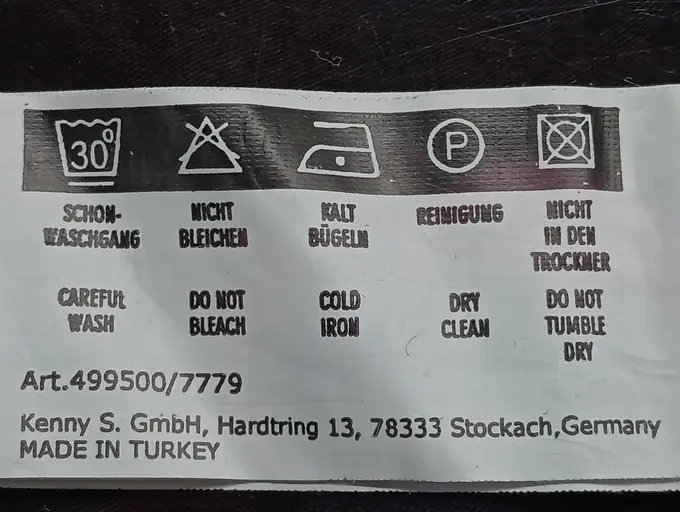 30°
P
SCHON-
WASCHGANG
NICHT
BLEICHEN
KALT
BÜGELN
REINIGUNG
NICHT
IN DEN
TROCKNER
CAREFUL
WASH
DO NOT
BLEACH
COLD
IRON
DRY
CLEAN
DO NOT
TUMBLE
DRY
Art.499500/7779
Kenny S. GmbH, Hardtring 13, 78333 Stockach,Germany
MADE IN TURKEY